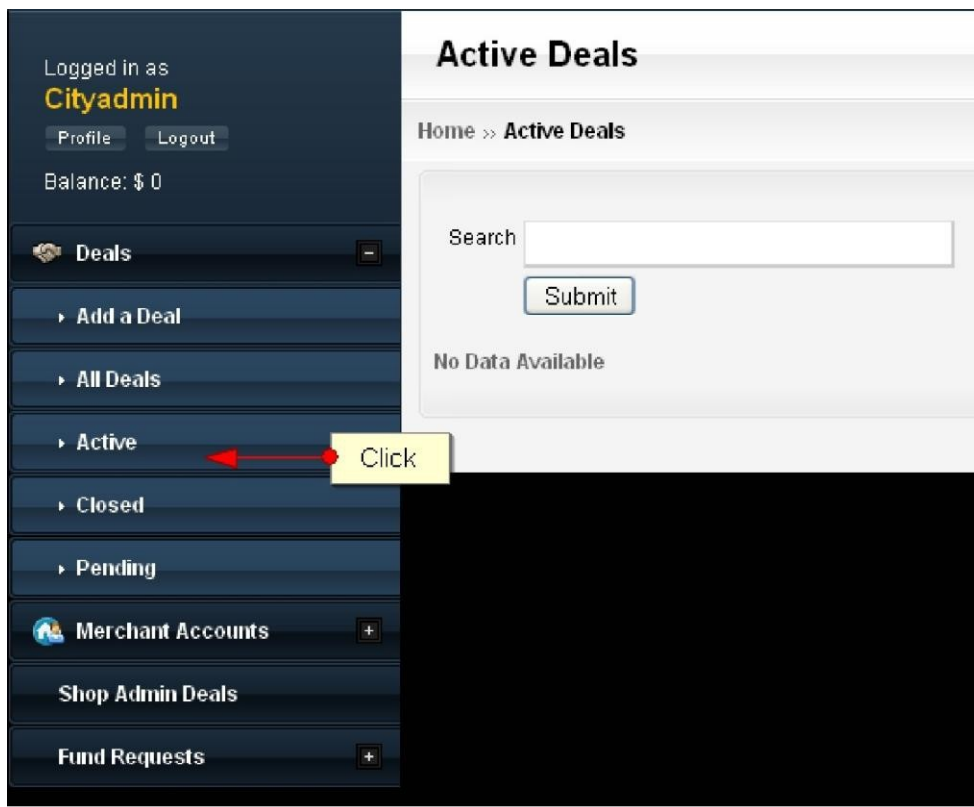 Logged in as
Cityadmin
Profile Logout
Balance: $ 0
Deals
Add a Deal
All Deals
Active
Closed
Pending
Merchant Accounts
Shop Admin Deals
Fund Requests
Active Deals
Home » Active Deals
Search
Submit
No Data Available
Click